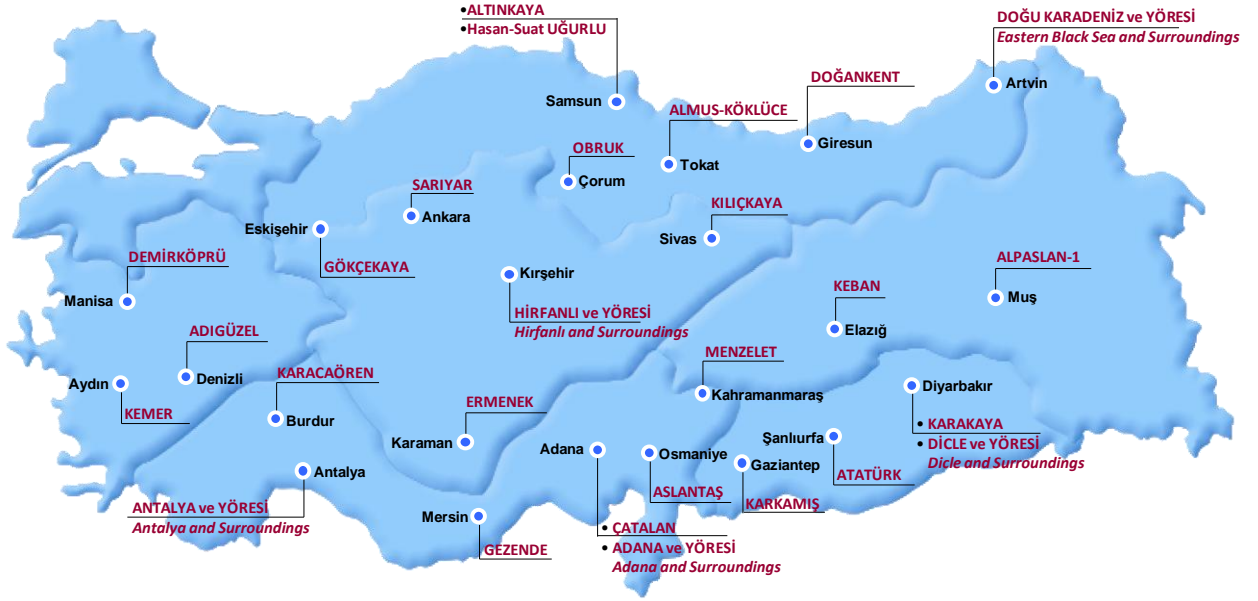 •ALTINKAYA
•Hasan-Suat UĞURLU
Samsun
DOĞU KARADENİZ ve YÖRESİ
Eastern Black Sea and Surroundings
Artvin
DOĞANKENT
Giresun
ALMUS-KÖKLÜCE
Tokat
OBRUK
Çorum
SARIYAR
Ankara
Eskişehir
GÖKÇEKAYA
KILIÇKAYA
Sivas
DEMİRKÖPRÜ
Manisa
Kırşehir
HİRFANLI ve YÖRESİ
Hirfanlı and Surroundings
ALPASLAN-1
Muş
KEBAN
Elazığ
ADIGÜZEL
Denizli
Aydın
KEMER
KARACAÖREN
Burdur
MENZELET
Kahramanmaraş
Diyarbakır
• KARAKAYA
• DİCLE ve YÖRESİ
Dicle and Surroundings
ERMENEK
Karaman
Adana
• ÇATALAN
• ADANA ve YÖRESİ
Adana and Surroundings
Osmaniye
ASLANTAŞ
Gaziantep
KARKAMIŞ
Şanlıurfa
ATATÜRK
Antalya
ANTALYA ve YÖRESİ
Antalya and Surroundings
Mersin
GEZENDE